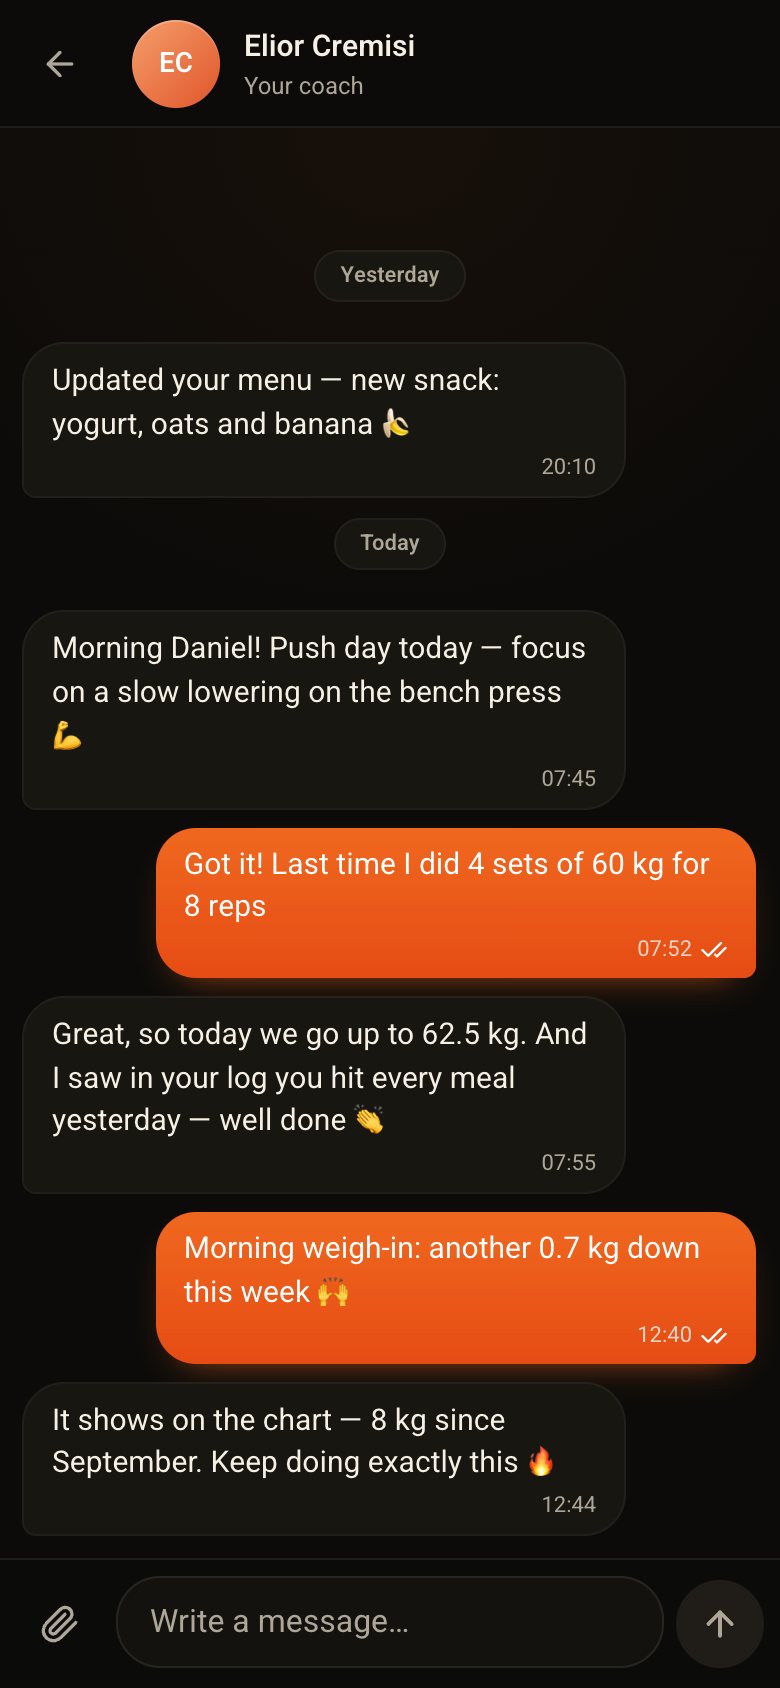 EC
Elior Cremisi
Your coach
Yesterday
Updated your menu — new snack:
yogurt, oats and banana 🍌
20:10
Today
Morning Daniel! Push day today — focus
on a slow lowering on the bench press
💪
07:45
Got it! Last time I did 4 sets of 60 kg for
8 reps
07:52
Great, so today we go up to 62.5 kg. And
I saw in your log you hit every meal
yesterday — well done 👏
07:55
Morning weigh-in: another 0.7 kg down
this week 🙌
12:40
It shows on the chart — 8 kg since
September. Keep doing exactly this 🔥
12:44
Write a message…